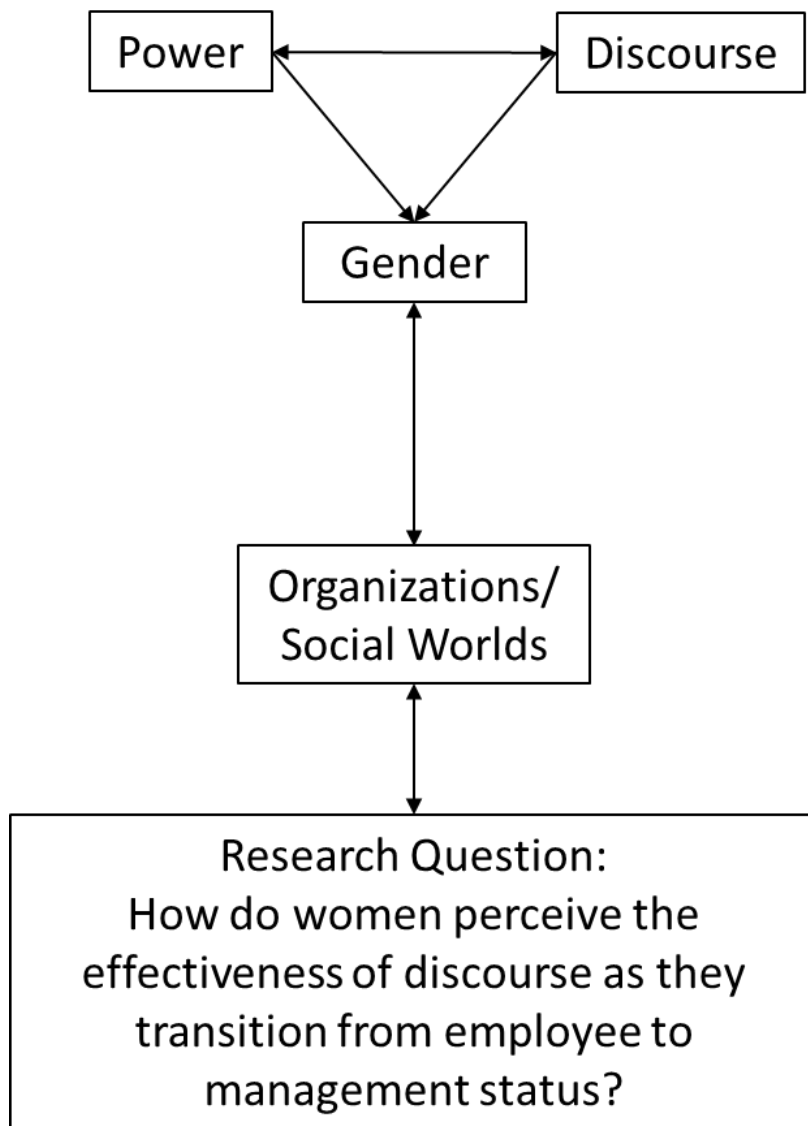 Power
Discourse
Gender
Organizations/
Social Worlds
Research Question:
How do women perceive the
effectiveness of discourse as they
transition from employee to
management status?